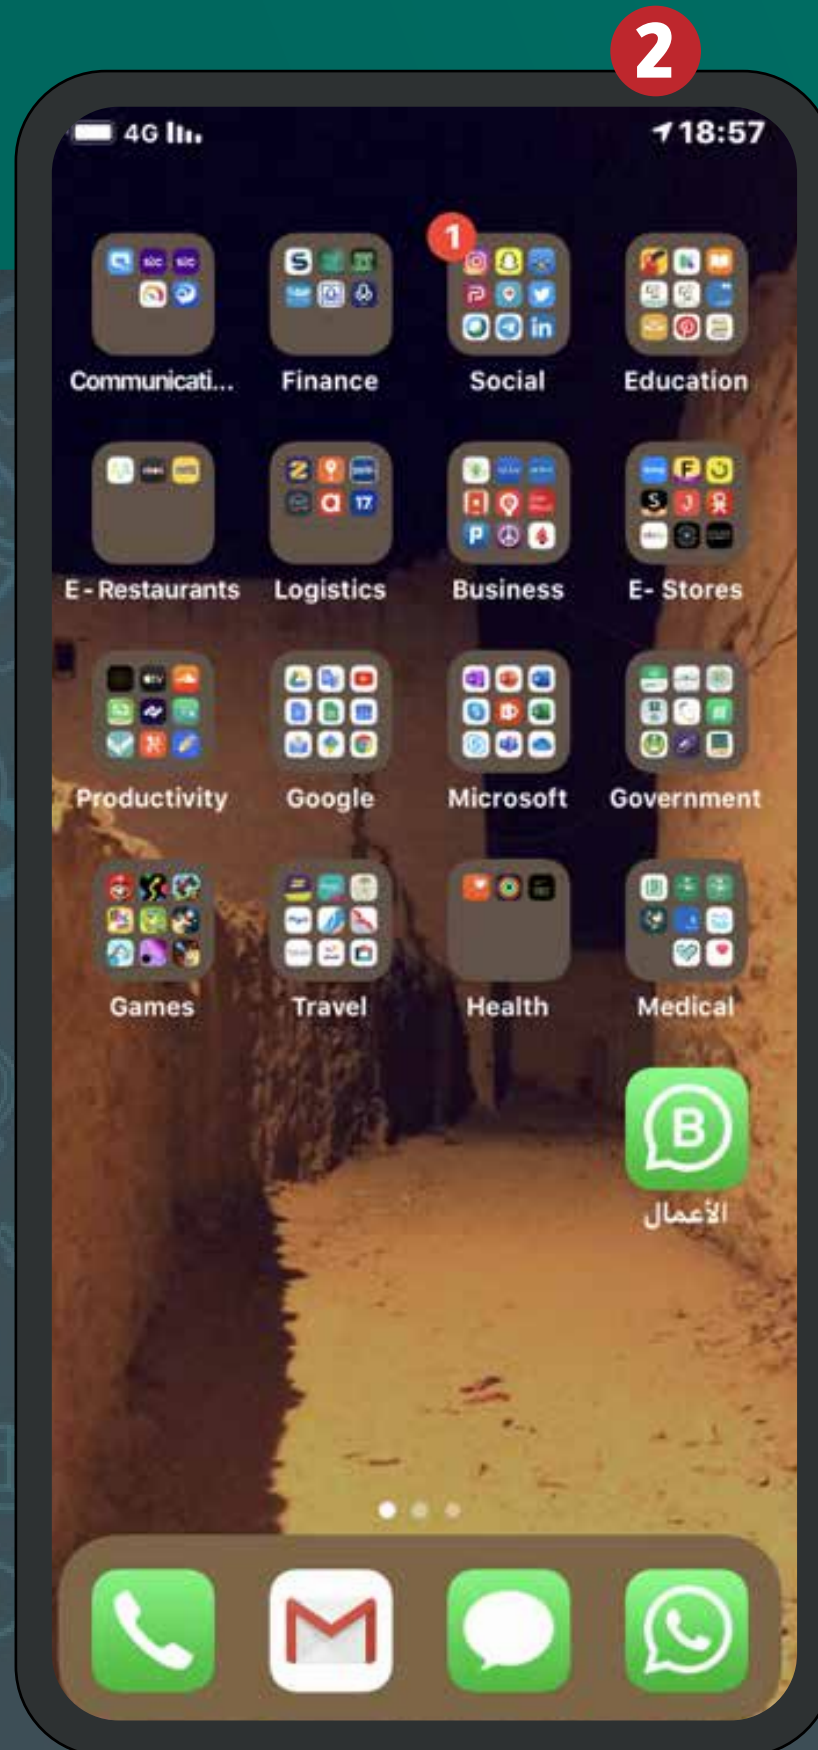 2
4G
18:57
1
Communicati... Finance Social Education
E - Restaurants Logistics Business E- Stores
Productivity Google Microsoft Government
Games Travel Health Medical
B
الأعمال